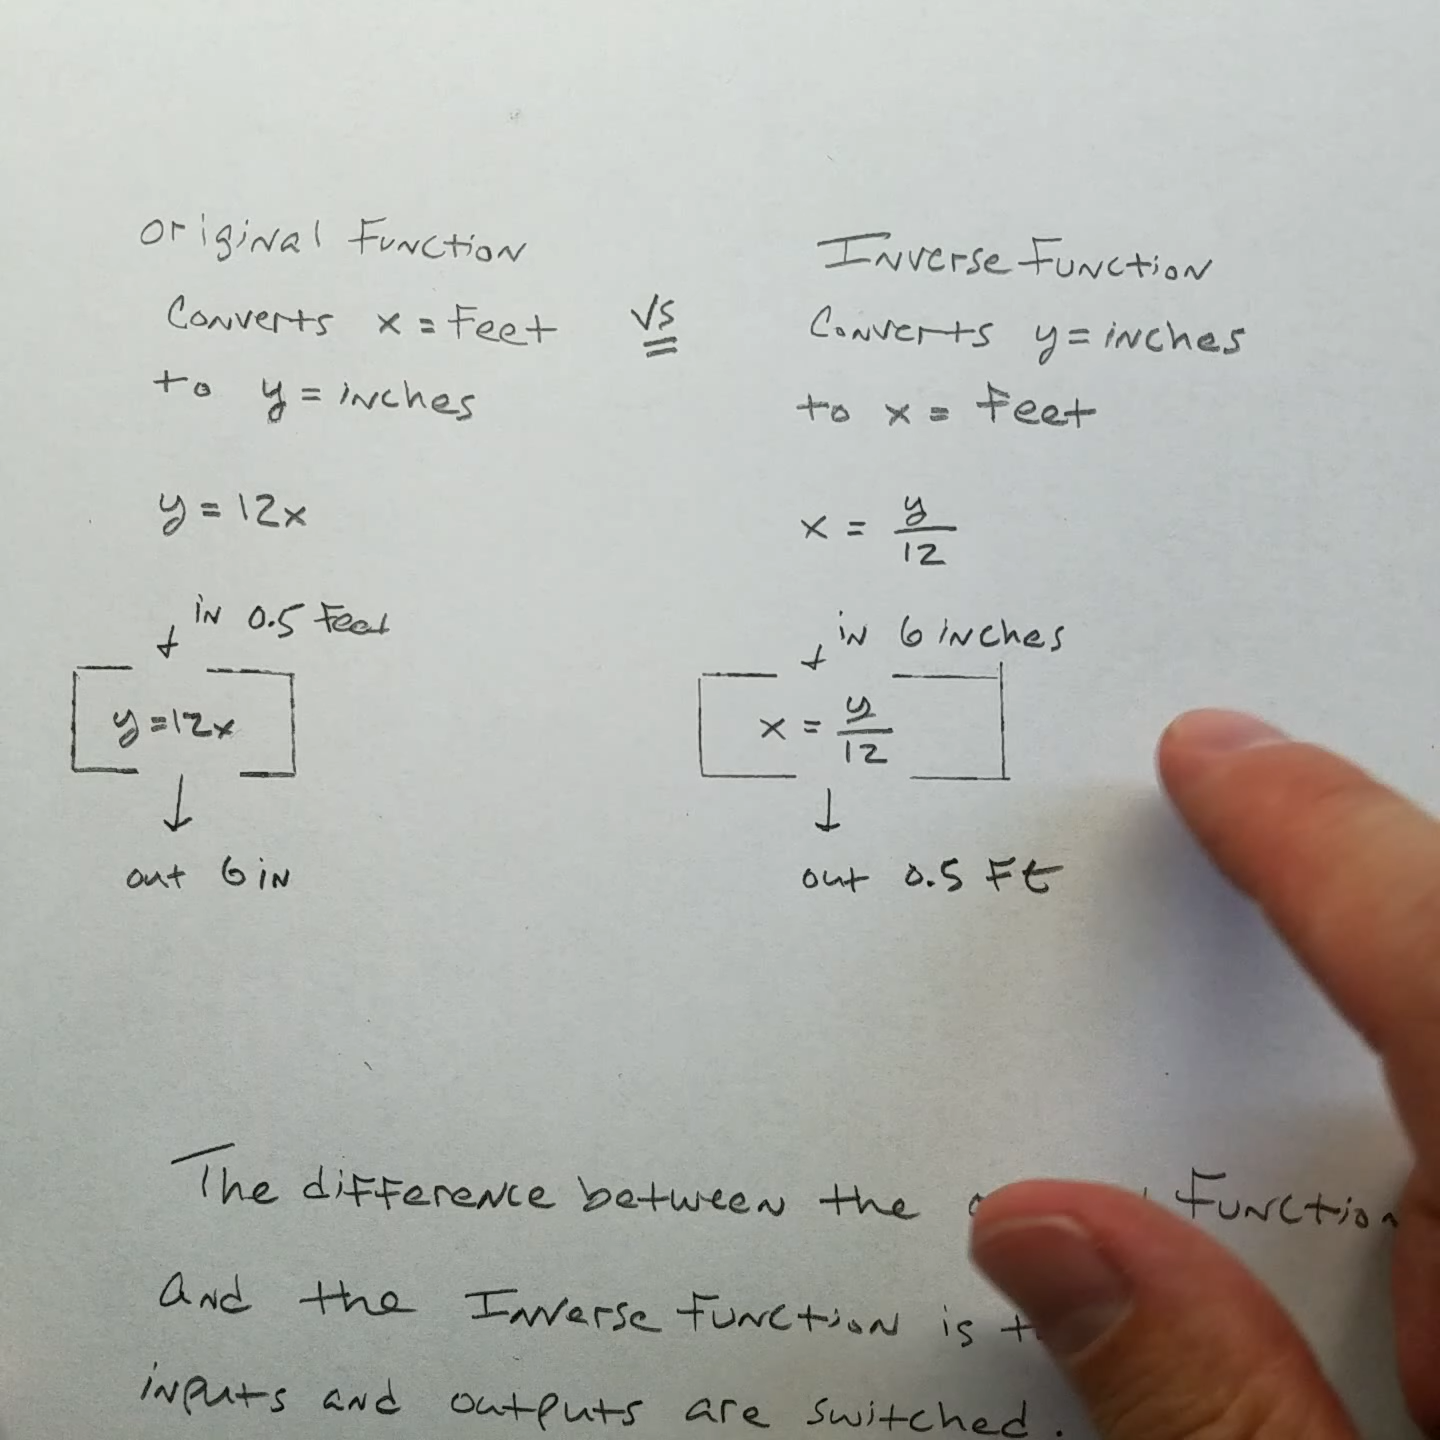 Original Function
Converts x = Feet
to y = inches
y = 12x
in 0.5 Feet
y = 12x
out 6 in
VS
Inverse Function
Converts y = inches
to x = Feet
x = y/12
in 6 inches
x = y/12
out 0.5 Ft
The difference between the Function
and the Inverse Function is
inputs and outputs are switched.